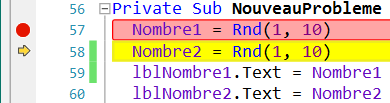 56 Private Sub NouveauProbleme
57 Nombre1 = Rnd(1, 10)
58 Nombre2 = Rnd(1, 10)
59 lblNombre1.Text = Nombre1
60 lblNombre2.Text = Nombre2